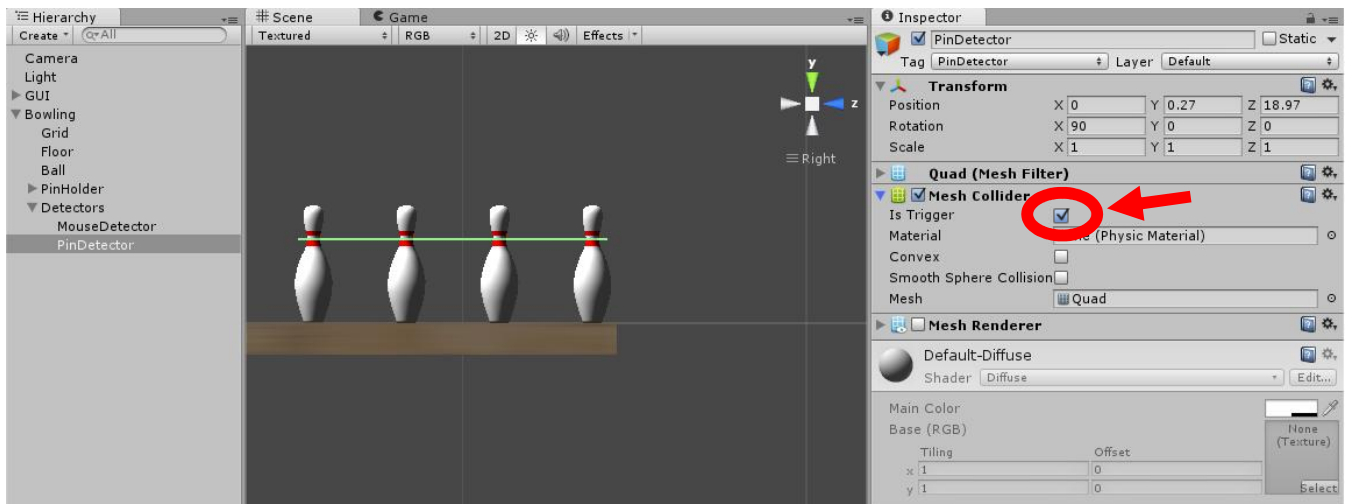 Hierarchy
Create
All
Camera
Light
GUI
Bowling
Grid
Floor
Ball
PinHolder
Detectors
MouseDetector
PinDetector
Scene
Game
Textured
RGB
2D
Effects
y
z
Right
Inspector
PinDetector
Static
Tag PinDetector Layer Default
Transform
Position X 0 Y 0.27 Z 18.97
Rotation X 90 Y 0 Z 0
Scale X 1 Y 1 Z 1
Quad (Mesh Filter)
Mesh Collider
Is Trigger
Material (Physic Material)
Convex
Smooth Sphere Collision
Mesh Quad
Mesh Renderer
Default-Diffuse
Shader Diffuse Edit...
Main Color
Base (RGB)
None
(Texture)
Tiling Offset
x 1 0
y 1 0
Select